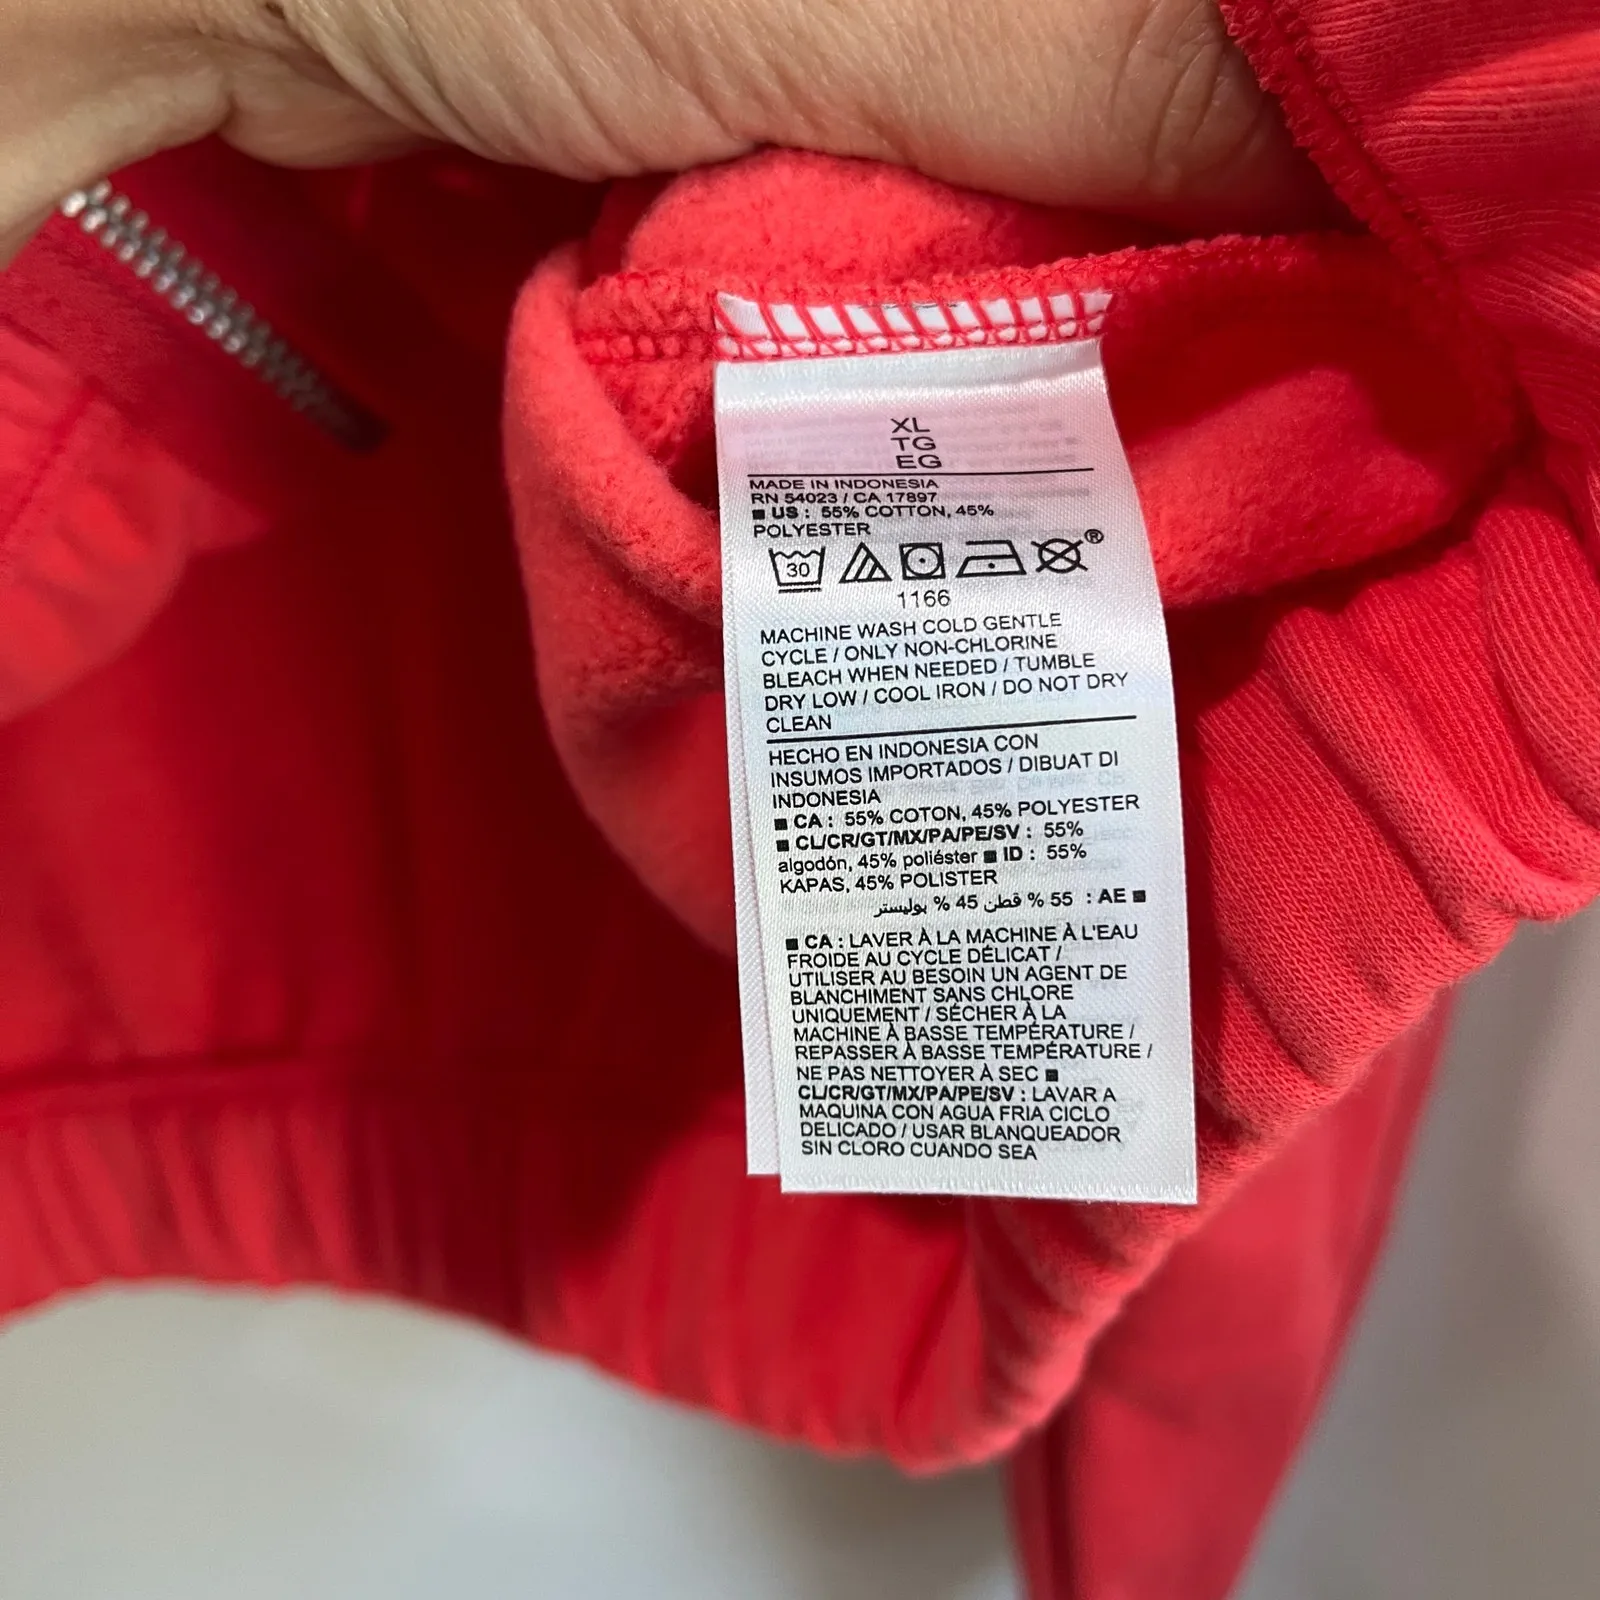 XL
TG
EG
MADE IN INDONESIA
RN 54023 / CA 17897
■ US : 55% COTTON, 45%
POLYESTER
30
®
1166
MACHINE WASH COLD GENTLE
CYCLE / ONLY NON-CHLORINE
BLEACH WHEN NEEDED / TUMBLE
DRY LOW / COOL IRON / DO NOT DRY
CLEAN
HECHO EN INDONESIA CON
INSUMOS IMPORTADOS / DIBUAT DI
INDONESIA
■ CA : 55% COTON, 45% POLYESTER
■ CL/CR/GT/MX/PA/PE/SV : 55%
algodón, 45% poliéster ■ ID : 55%
KAPAS, 45% POLISTER
■ AE : 55 % قطن 45 % بوليستر
■ CA : LAVER À LA MACHINE À L'EAU
FROIDE AU CYCLE DÉLICAT /
UTILISER AU BESOIN UN AGENT DE
BLANCHIMENT SANS CHLORE
UNIQUEMENT / SÉCHER À LA
MACHINE À BASSE TEMPÉRATURE /
REPASSER À BASSE TEMPÉRATURE /
NE PAS NETTOYER À SEC ■
CL/CR/GT/MX/PA/PE/SV : LAVAR A
MAQUINA CON AGUA FRIA CICLO
DELICADO / USAR BLANQUEADOR
SIN CLORO CUANDO SEA